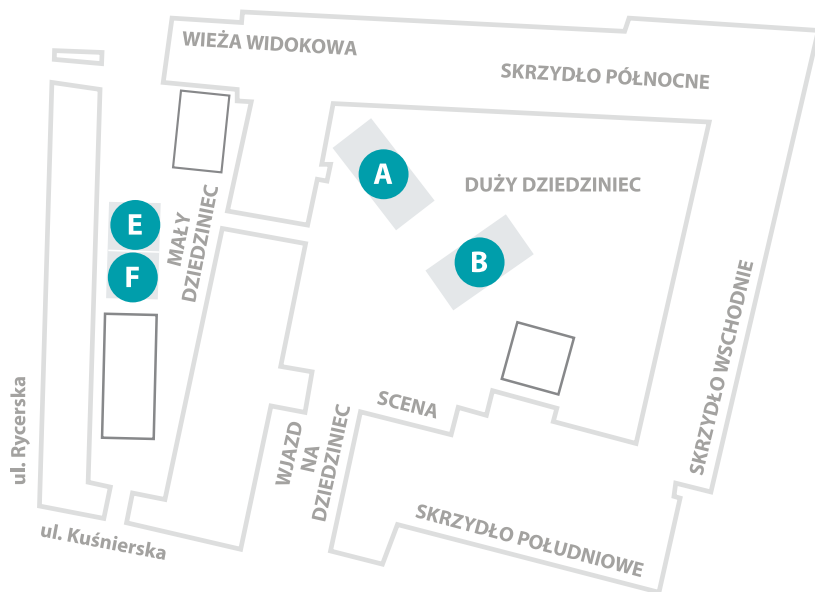 WIEŻA WIDOKOWA
SKRZYDŁO PÓŁNOCNE
A
DUŻY DZIEDZINIEC
E
MAŁY
DZIEDZINIEC
B
F
SKRZYDŁO WSCHODNIE
ul. Rycerska
SCENA
WJAZD
NA
DZIEDZINIEC
ul. Kuśnierska
SKRZYDŁO POŁUDNIOWE